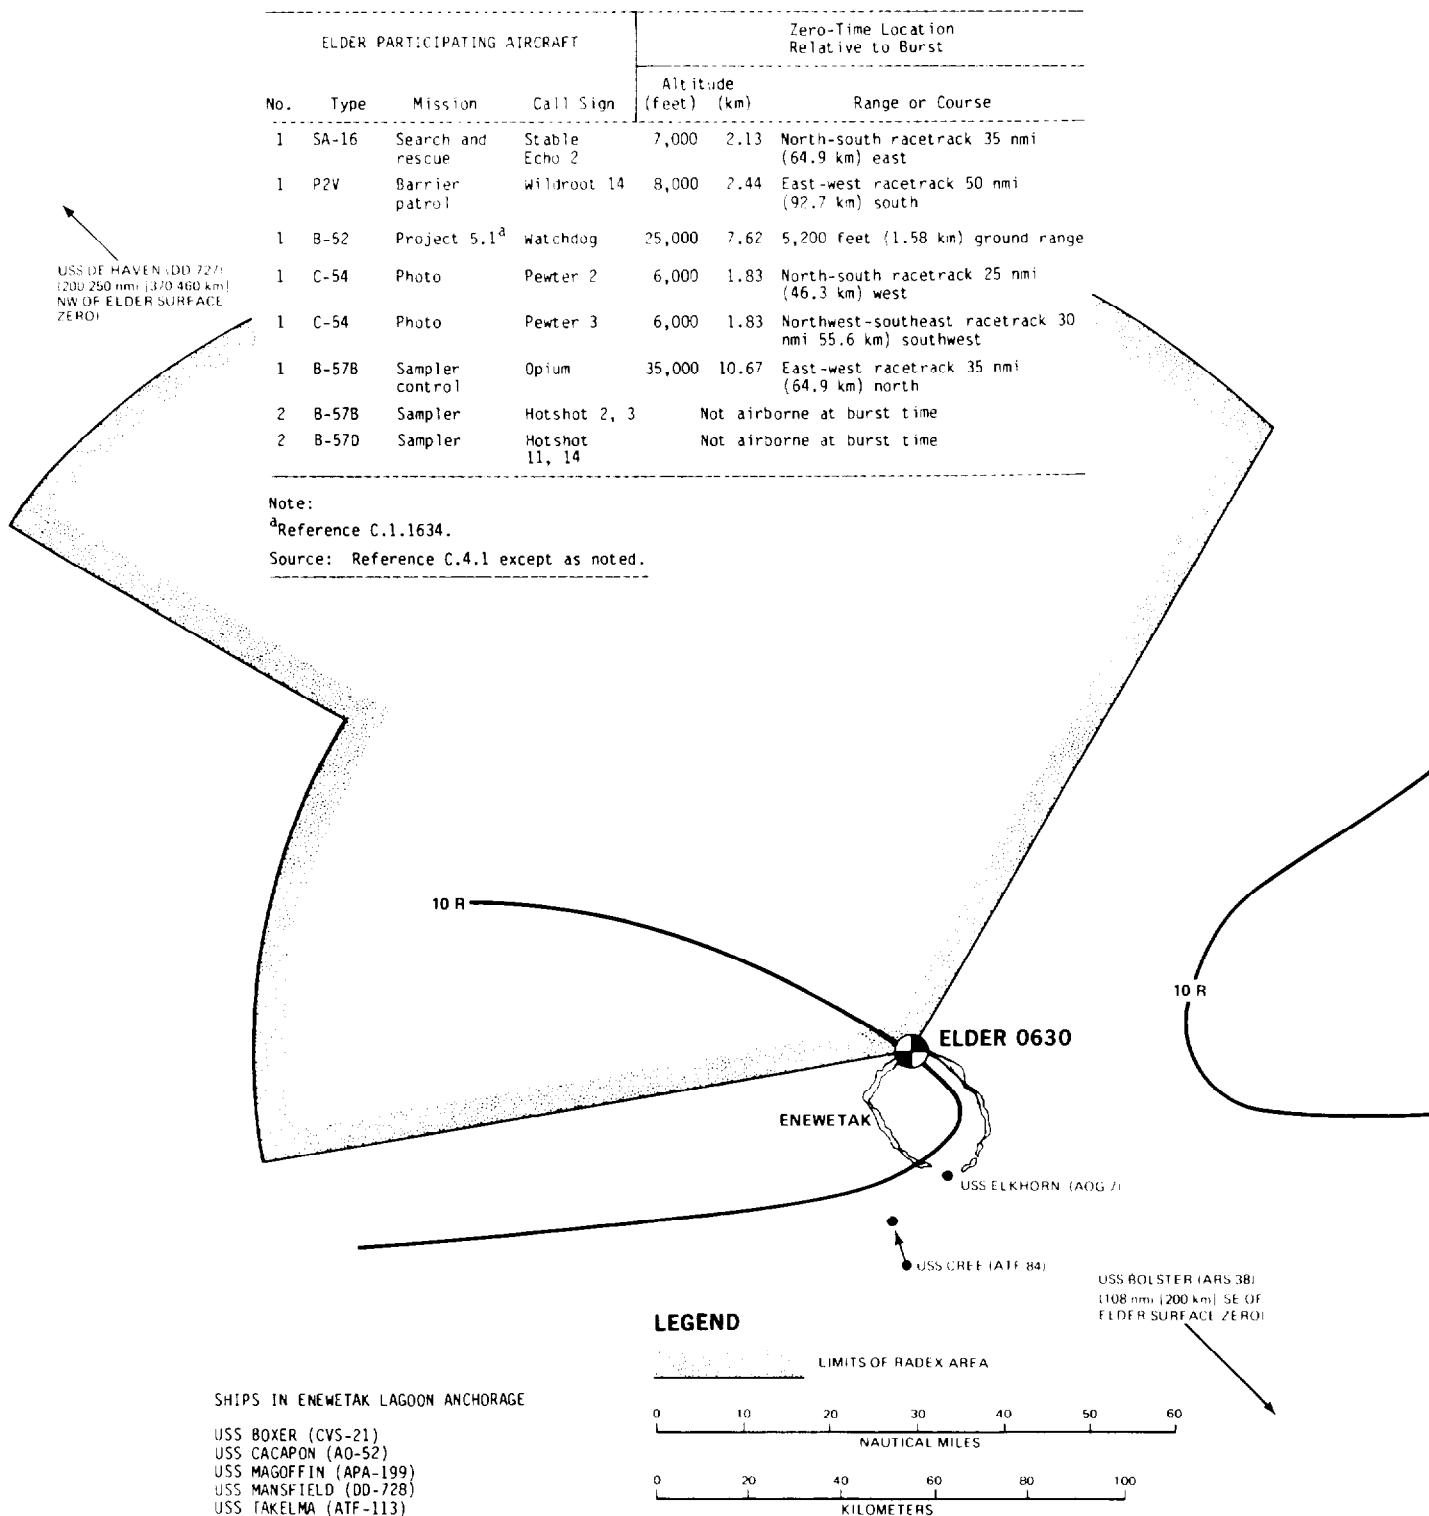 ELDER PARTICIPATING AIRCRAFT
Zero-Time Location
Relative to Burst
No. Type Mission Call Sign Altitude (feet) (km) Range or Course
1 SA-16 Search and rescue Stable Echo 2 7,000 2.13 North-south racetrack 35 nmi (64.9 km) east
1 P2V Barrier patrol Wildroot 14 8,000 2.44 East-west racetrack 50 nmi (92.7 km) south
1 B-52 Project 5.1a Watchdog 25,000 7.62 5,200 feet (1.58 km) ground range
1 C-54 Photo Pewter 2 6,000 1.83 North-south racetrack 25 nmi (46.3 km) west
1 C-54 Photo Pewter 3 6,000 1.83 Northwest-southeast racetrack 30 nmi 55.6 km) southwest
1 B-57B Sampler control Opium 35,000 10.67 East-west racetrack 35 nmi (64.9 km) north
2 B-57B Sampler Hotshot 2, 3 Not airborne at burst time
2 B-57D Sampler Hotshot 11, 14 Not airborne at burst time
Note:
aReference C.1.1634.
Source: Reference C.4.1 except as noted.
USS DE HAVEN (DD 727)
(200 250 nmi [370 460 km]
NW OF ELDER SURFACE
ZERO)
10 R
10 R
ELDER 0630
ENEWETAK
USS ELKHORN (AOG 7)
USS CREE (ATF 84)
USS BOLSTER (ARS 38)
(108 nmi [200 km] SE OF
ELDER SURFACE ZERO)
LEGEND
LIMITS OF RADEX AREA
0 10 20 30 40 50 60
NAUTICAL MILES
0 20 40 60 80 100
KILOMETERS
SHIPS IN ENEWETAK LAGOON ANCHORAGE
USS BOXER (CVS-21)
USS CACAPON (AO-52)
USS MAGOFFIN (APA-199)
USS MANSFIELD (DD-728)
USS TAKELMA (ATF-113)